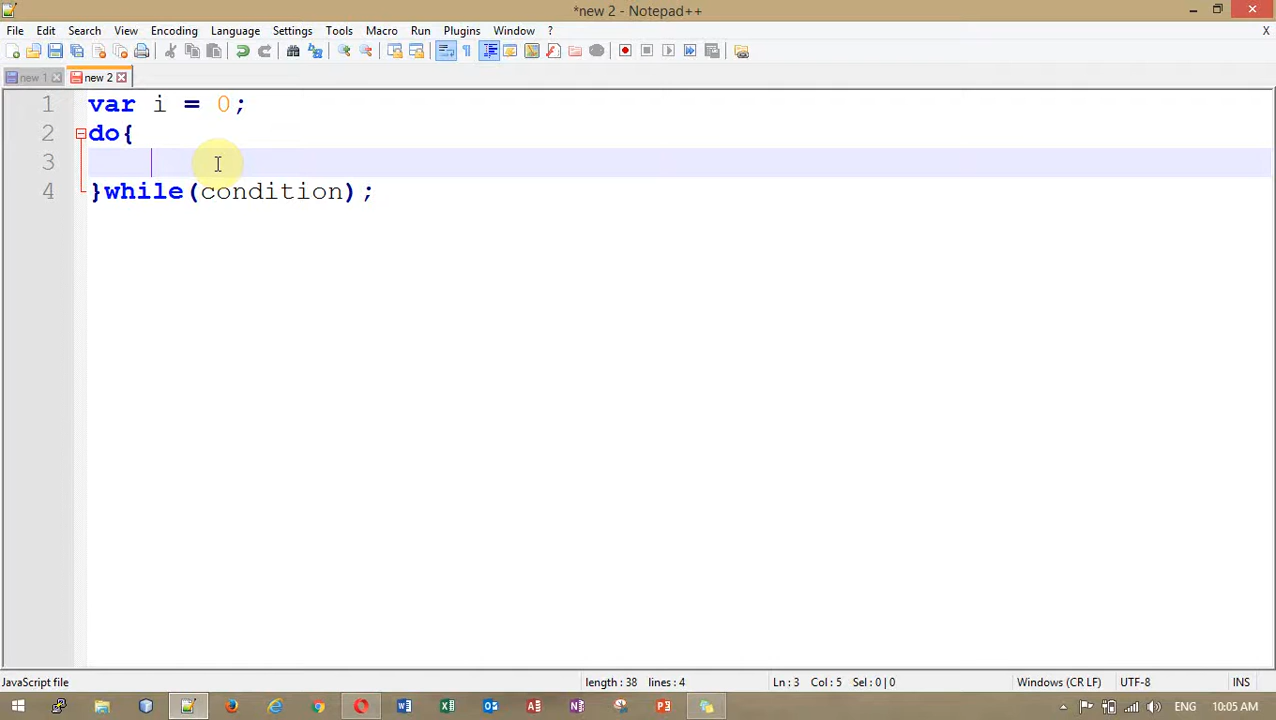 *new 2 - Notepad++
File Edit Search View Encoding Language Settings Tools Macro Run Plugins Window ? X
new 1 new 2
1 var i = 0;
2 do{
3
4 }while(condition);
JavaScript file length : 38 lines : 4 Ln : 3 Col : 5 Sel : 0 | 0 Windows (CR LF) UTF-8 INS
ENG 10:05 AM